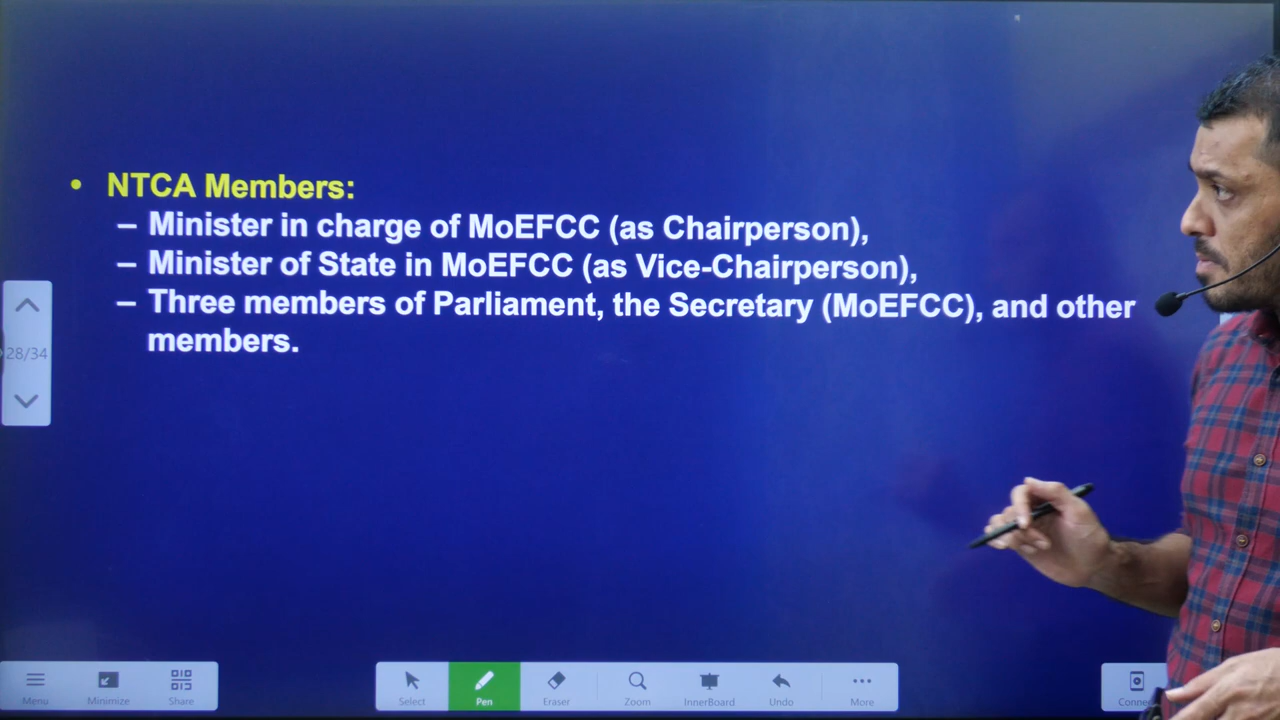 • NTCA Members:
– Minister in charge of MoEFCC (as Chairperson),
– Minister of State in MoEFCC (as Vice-Chairperson),
– Three members of Parliament, the Secretary (MoEFCC), and other
members.
28/34
Menu Minimize Share Select Pen Eraser Zoom InnerBoard Undo More